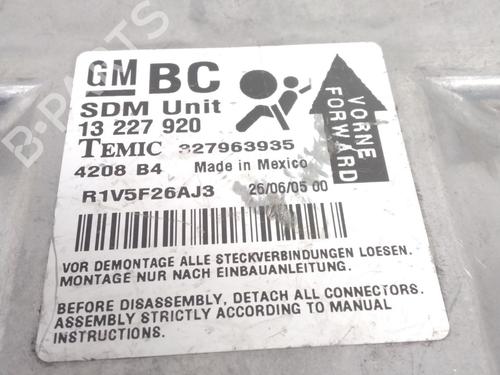 GM BC
SDM Unit
13 227 920
TEMIC 327963935
4208 B4 Made in Mexico
R1V5F26AJ3 26/06/05 00
VORNE
FORWARD
VOR DEMONTAGE ALLE STECKVERBINDUNGEN LOESEN.
MONTAGE NUR NACH EINBAUANLEITUNG.
BEFORE DISASSEMBLY, DETACH ALL CONNECTORS.
ASSEMBLY STRICTLY ACCORDING TO MANUAL
INSTRUCTIONS.
B-PARTS